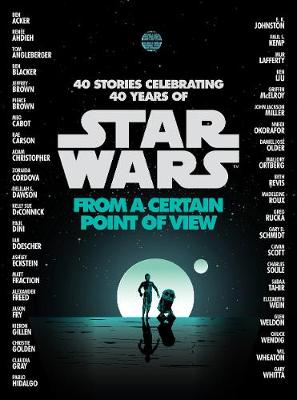 40 STORIES CELEBRATING
40 YEARS OF
STAR
WARS
™
FROM A CERTAIN
POINT OF VIEW
BEN
ACKER
RENÉE
AHDIEH
TOM
ANGLEBERGER
BEN
BLACKER
JEFFREY
BROWN
PIERCE
BROWN
MEG
CABOT
RAE
CARSON
ADAM
CHRISTOPHER
ZORAIDA
CÓRDOVA
DELILAH S.
DAWSON
KELLY SUE
DeCONNICK
PAUL
DINI
IAN
DOESCHER
ASHLEY
ECKSTEIN
MATT
FRACTION
ALEXANDER
FREED
JASON
FRY
KIERON
GILLEN
CHRISTIE
GOLDEN
CLAUDIA
GRAY
PABLO
HIDALGO
E. K.
JOHNSTON
PAUL S.
KEMP
MUR
LAFFERTY
KEN
LIU
GRIFFIN
McELROY
JOHN JACKSON
MILLER
NNEDI
OKORAFOR
DANIEL JOSÉ
OLDER
MALLORY
ORTBERG
BETH
REVIS
MADELEINE
ROUX
GREG
RUCKA
GARY D.
SCHMIDT
CAVAN
SCOTT
CHARLES
SOULE
SABAA
TAHIR
ELIZABETH
WEIN
GLEN
WELDON
CHUCK
WENDIG
WIL
WHEATON
GARY
WHITTA